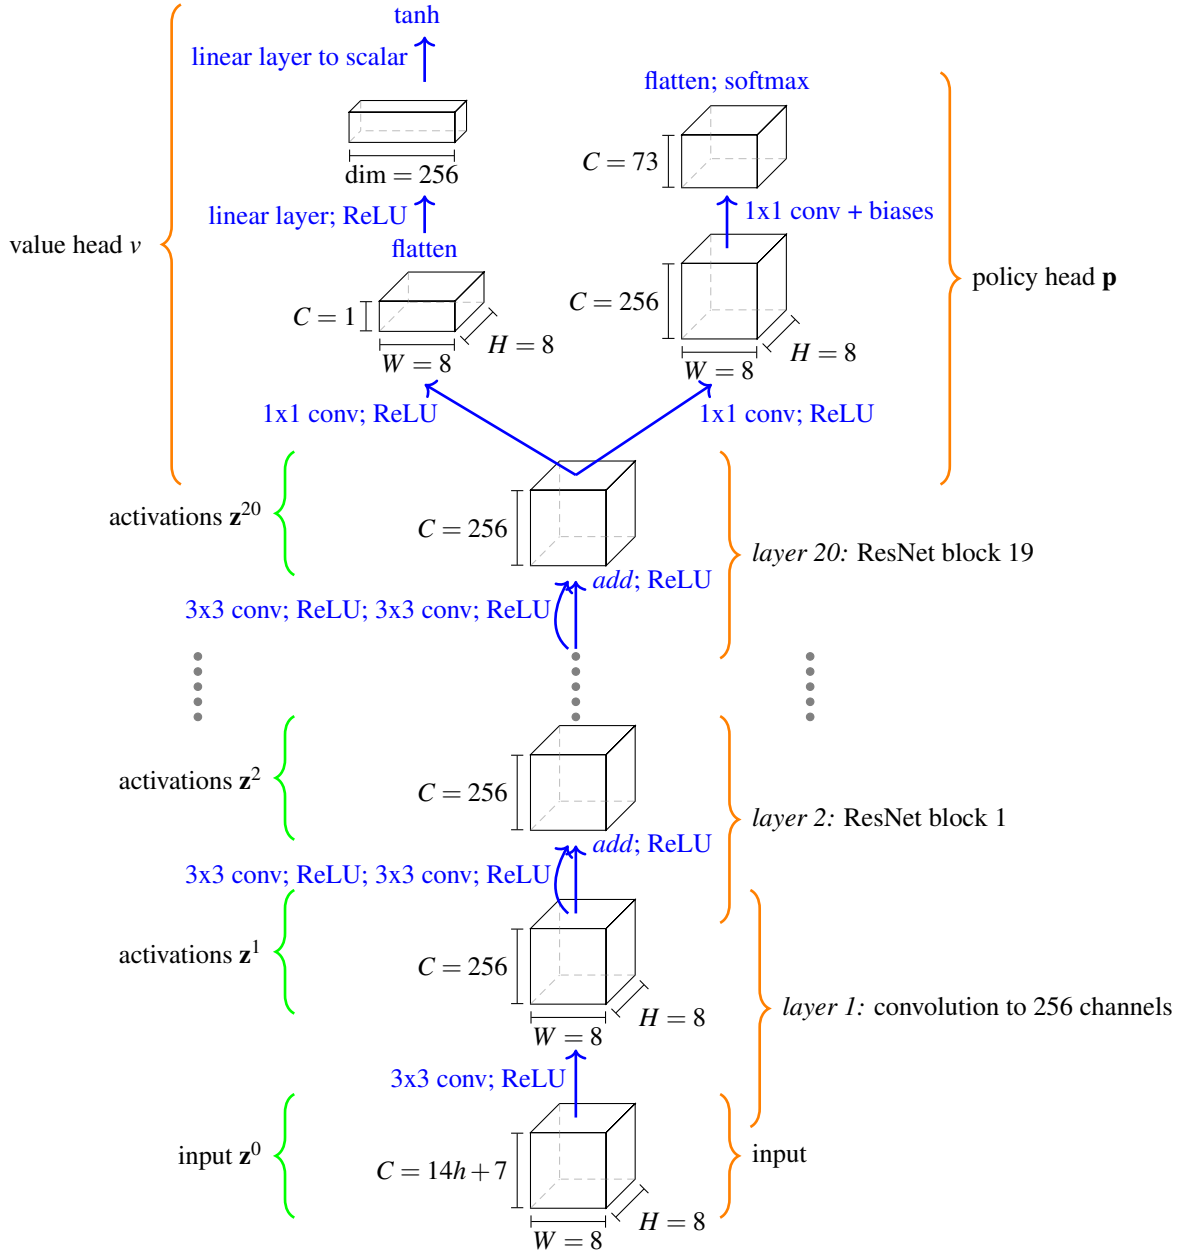 tanh
linear layer to scalar
flatten; softmax
C = 73
dim = 256
linear layer; ReLU
1x1 conv + biases
value head v
flatten
policy head p
C = 256
C = 1
H = 8
W = 8
H = 8
W = 8
1x1 conv; ReLU
1x1 conv; ReLU
activations z^20
C = 256
layer 20: ResNet block 19
add; ReLU
3x3 conv; ReLU; 3x3 conv; ReLU
activations z^2
C = 256
layer 2: ResNet block 1
add; ReLU
3x3 conv; ReLU; 3x3 conv; ReLU
activations z^1
C = 256
layer 1: convolution to 256 channels
H = 8
W = 8
3x3 conv; ReLU
input z^0
input
C = 14h + 7
H = 8
W = 8